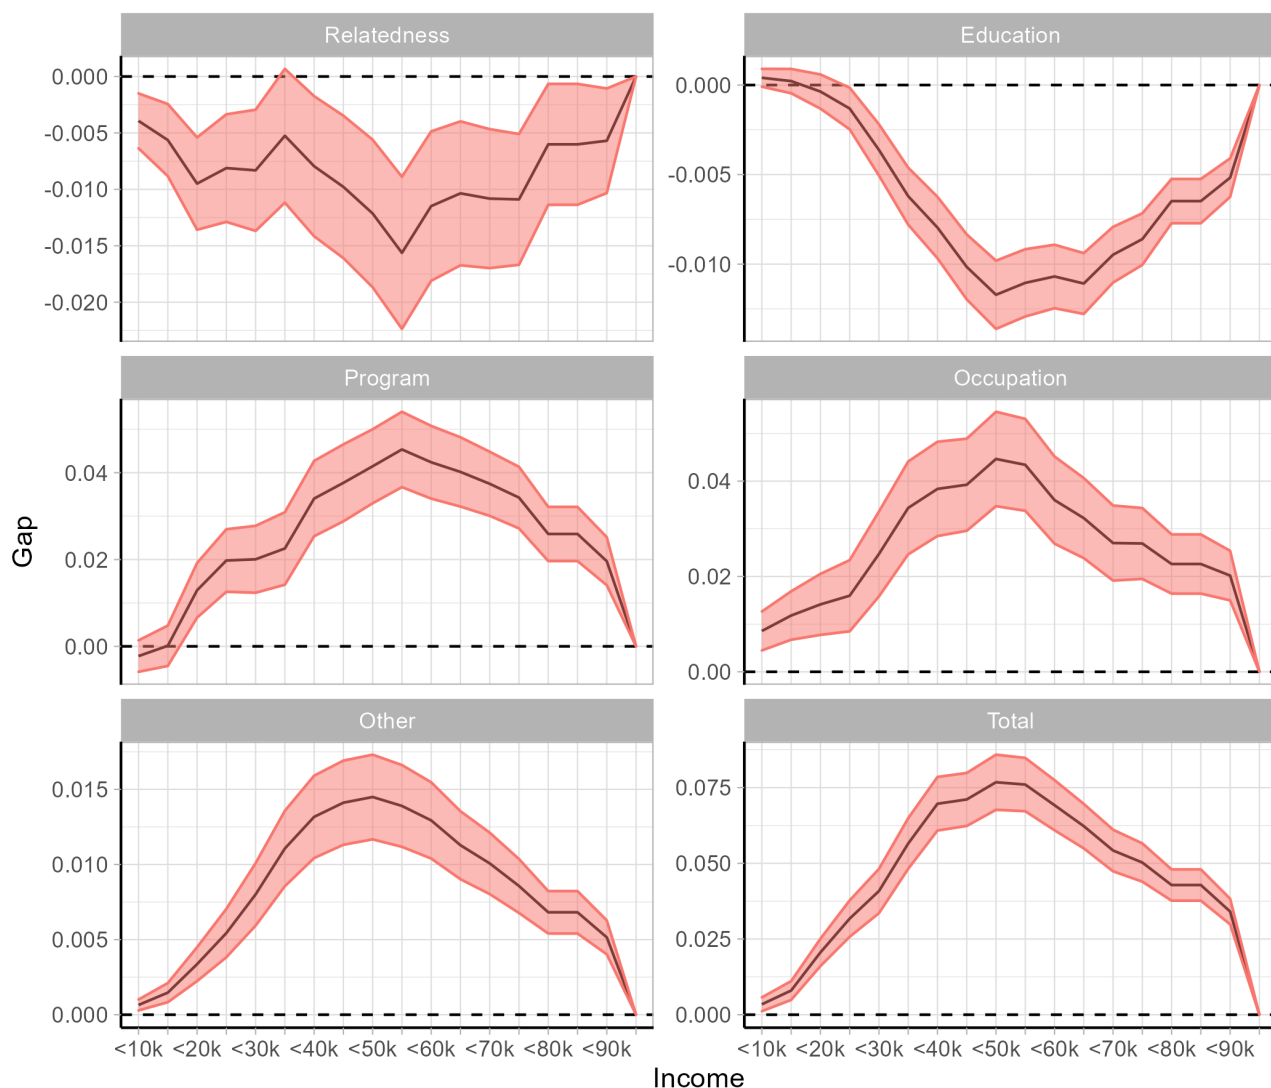 Relatedness
Education
0.000
-0.005
-0.010
-0.015
-0.020
0.000
-0.005
-0.010
Program
Occupation
0.04
0.02
0.00
0.04
0.02
0.00
Other
Total
0.015
0.010
0.005
0.000
0.075
0.050
0.025
0.000
<10k <20k <30k <40k <50k <60k <70k <80k <90k
<10k <20k <30k <40k <50k <60k <70k <80k <90k
Gap
Income